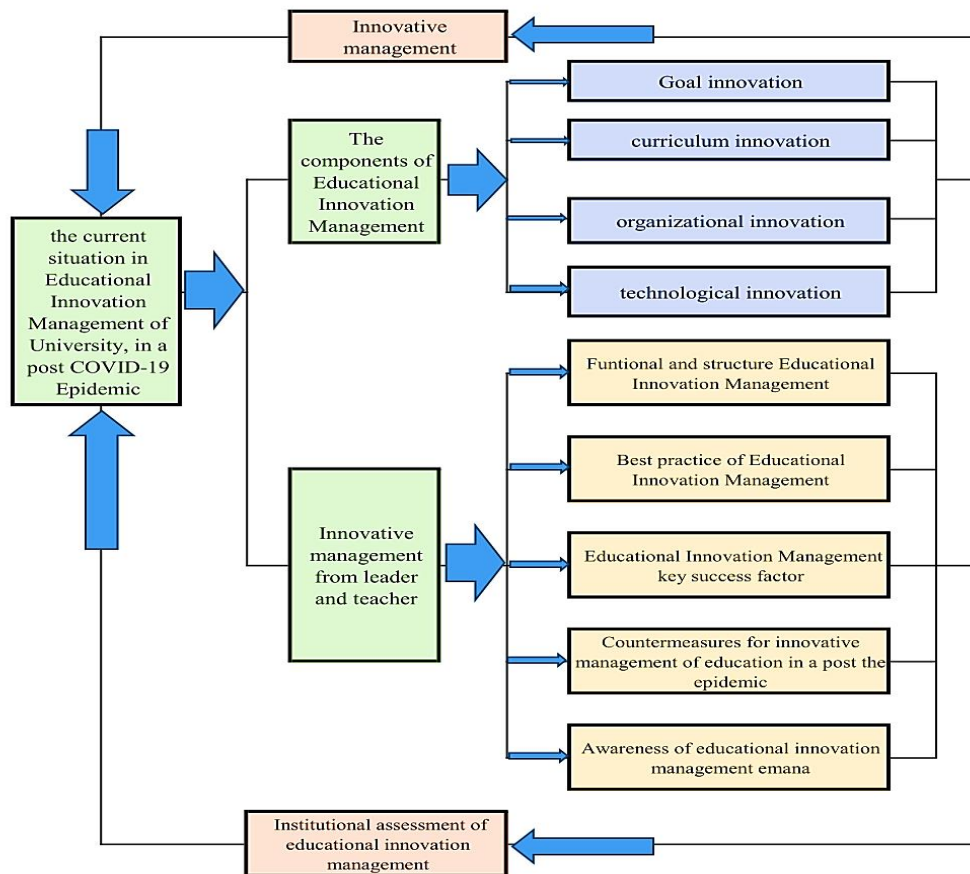 Innovative
management
Goal innovation
The
components of
Educational
Innovation
Management
curriculum innovation
organizational innovation
technological innovation
the current
situation in
Educational
Innovation
Management of
University, in a
post COVID-19
Epidemic
Funtional and structure Educational
Innovation Management
Best practice of Educational
Innovation Management
Innovative
management
from leader
and teacher
Educational Innovation Management
key success factor
Countermeasures for innovative
management of education in a post the
epidemic
Awareness of educational innovation
management emana
Institutional assessment of
educational innovation
management